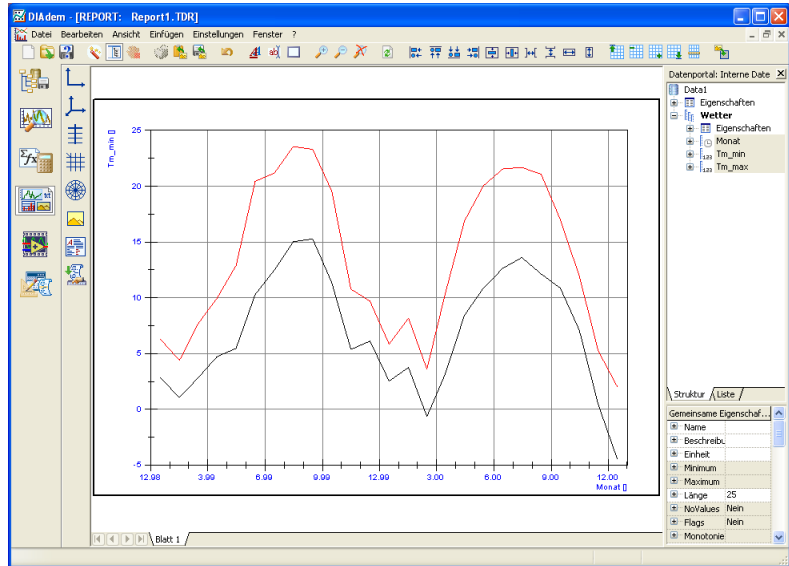 DIAdem - [REPORT: Report1.TDR]
Datei Bearbeiten Ansicht Einfügen Einstellungen Fenster ?
Datenportal: Interne Date
Data1
Eigenschaften
Wetter
Eigenschaften
Monat
123 Tm_min
123 Tm_max
Tm_min []
25
20
15
10
5
0
-5
12.98 3.99 6.99 9.99 12.99 3.00 6.00 9.00 12.00
Monat []
Struktur Liste
Gemeinsame Eigenschaf...
Name
Beschreibu
Einheit
Minimum
Maximum
Länge 25
NoValues Nein
Flags Nein
Monotonie
Blatt 1